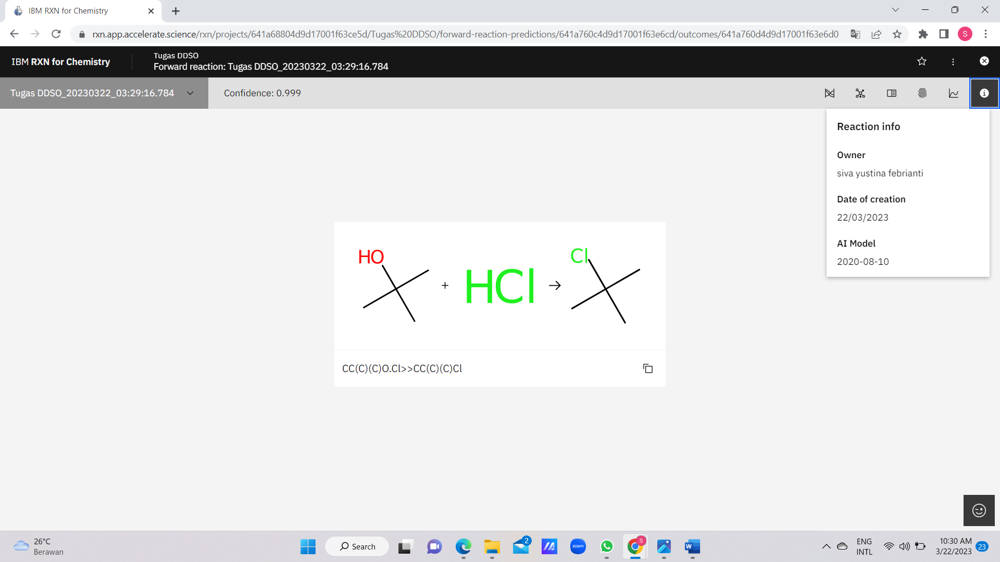 IBM RXN for Chemistry
rxn.app.accelerate.science/rxn/projects/641a68804d9d17001f63ce5d/Tugas%20DDSO/forward-reaction-predictions/641a760c4d9d17001f63e6cd/outcomes/641a760d4d9d17001f63e6d0
S
IBM RXN for Chemistry
Tugas DDSO
Forward reaction: Tugas DDSO_20230322_03:29:16.784
Tugas DDSO_20230322_03:29:16.784
Confidence: 0.999
Reaction info
Owner
siva yustina febrianti
Date of creation
22/03/2023
AI Model
2020-08-10
HO
+
HCl
→
Cl
CC(C)(C)O.Cl>>CC(C)(C)Cl
26°C
Berawan
Search
2
zoom
S
W
ENG
INTL
10:30 AM
3/22/2023
23